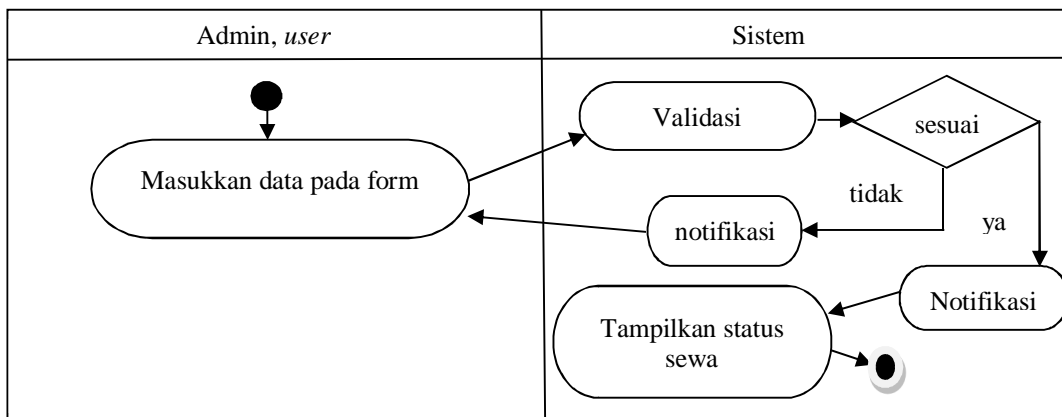 Admin, user
Sistem
Validasi
sesuai
Masukkan data pada form
tidak
notifikasi
ya
Notifikasi
Tampilkan status
sewa